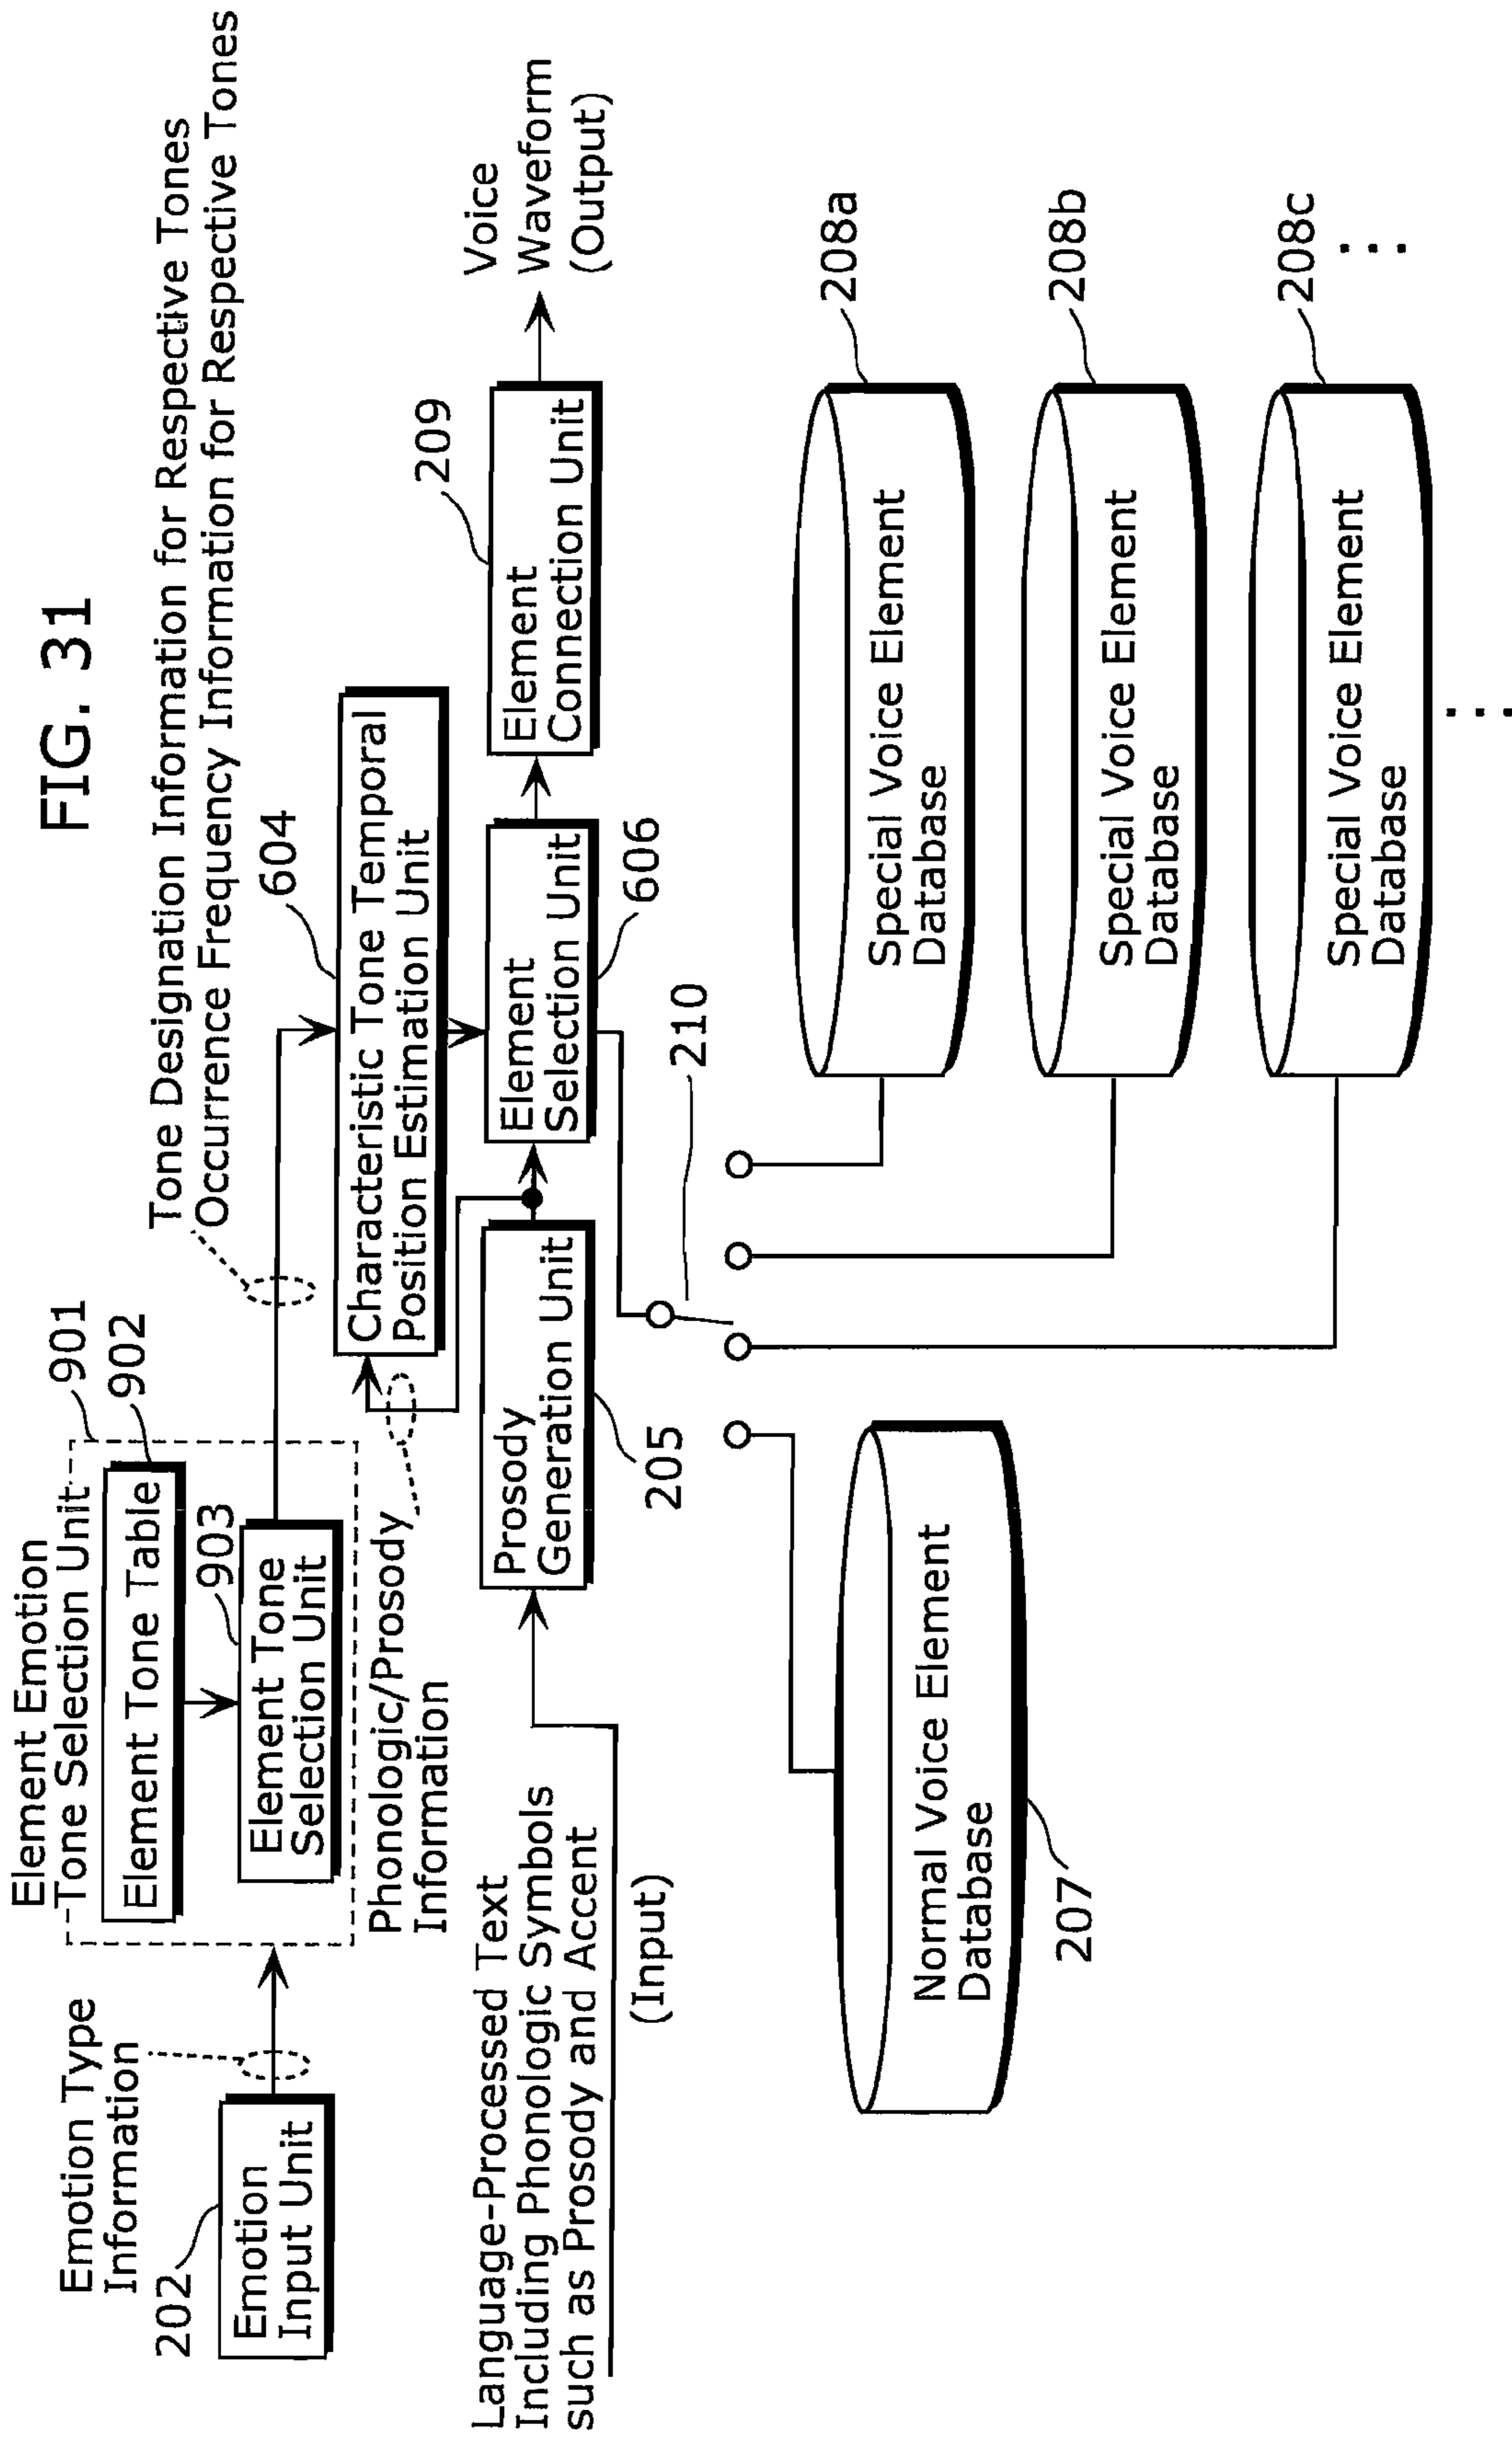 FIG. 31
Tone Designation Information for Respective Tones
Occurrence Frequency Information for Respective Tones
Element Emotion
Tone Selection Unit
901
902
Element Tone Table
903
Element Tone
Selection Unit
Emotion Type
Information
202
Emotion
Input Unit
604
Characteristic Tone Temporal
Position Estimation Unit
Phonologic/Prosody
Information
Language-Processed Text
Including Phonologic Symbols
such as Prosody and Accent
(Input)
Prosody
Generation Unit
205
Element
Selection Unit
606
209
Element
Connection Unit
Voice
Waveform
(Output)
210
Normal Voice Element
Database
207
208a
Special Voice Element
Database
208b
Special Voice Element
Database
208c
Special Voice Element
Database
...
...